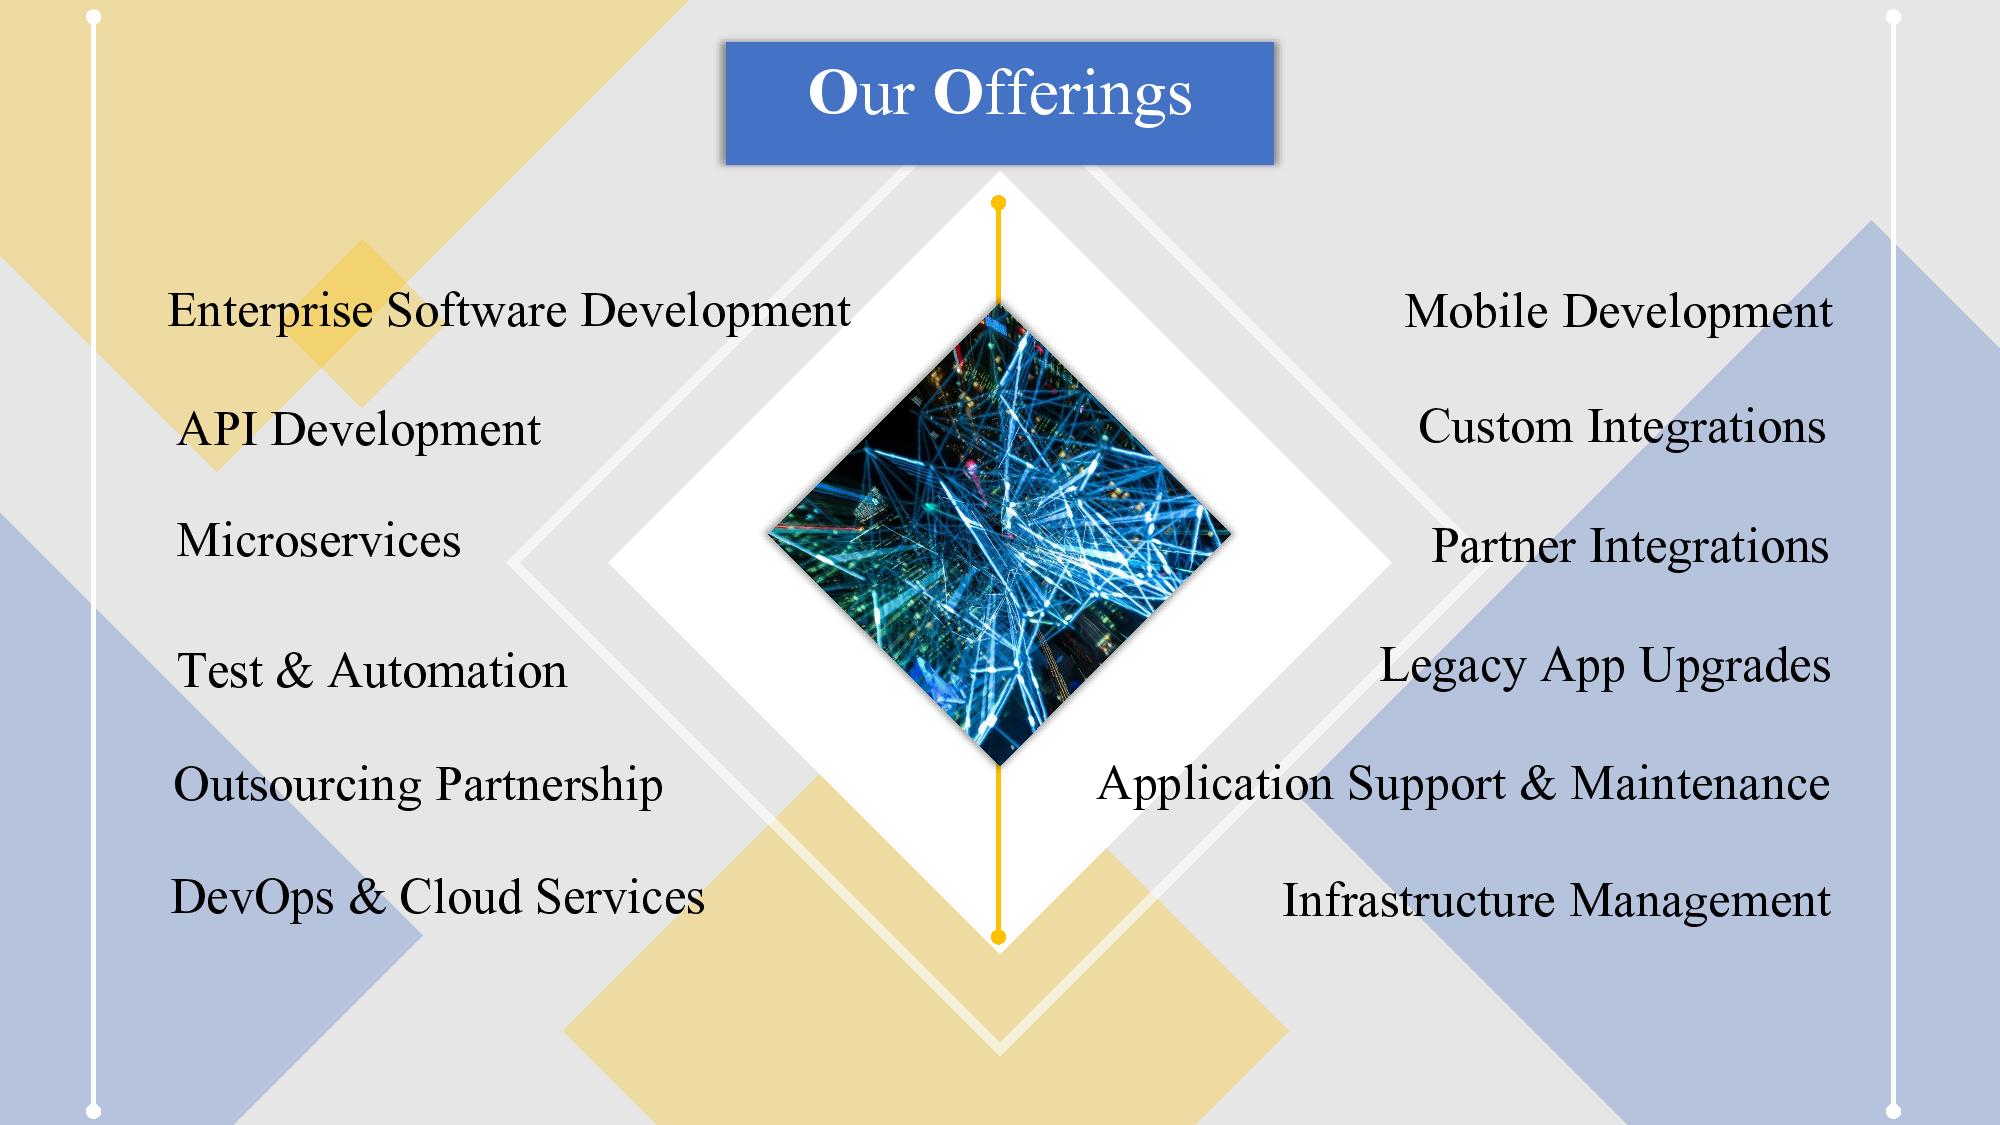 Our Offerings
Enterprise Software Development
API Development
Microservices
Test & Automation
Outsourcing Partnership
DevOps & Cloud Services
Mobile Development
Custom Integrations
Partner Integrations
Legacy App Upgrades
Application Support & Maintenance
Infrastructure Management